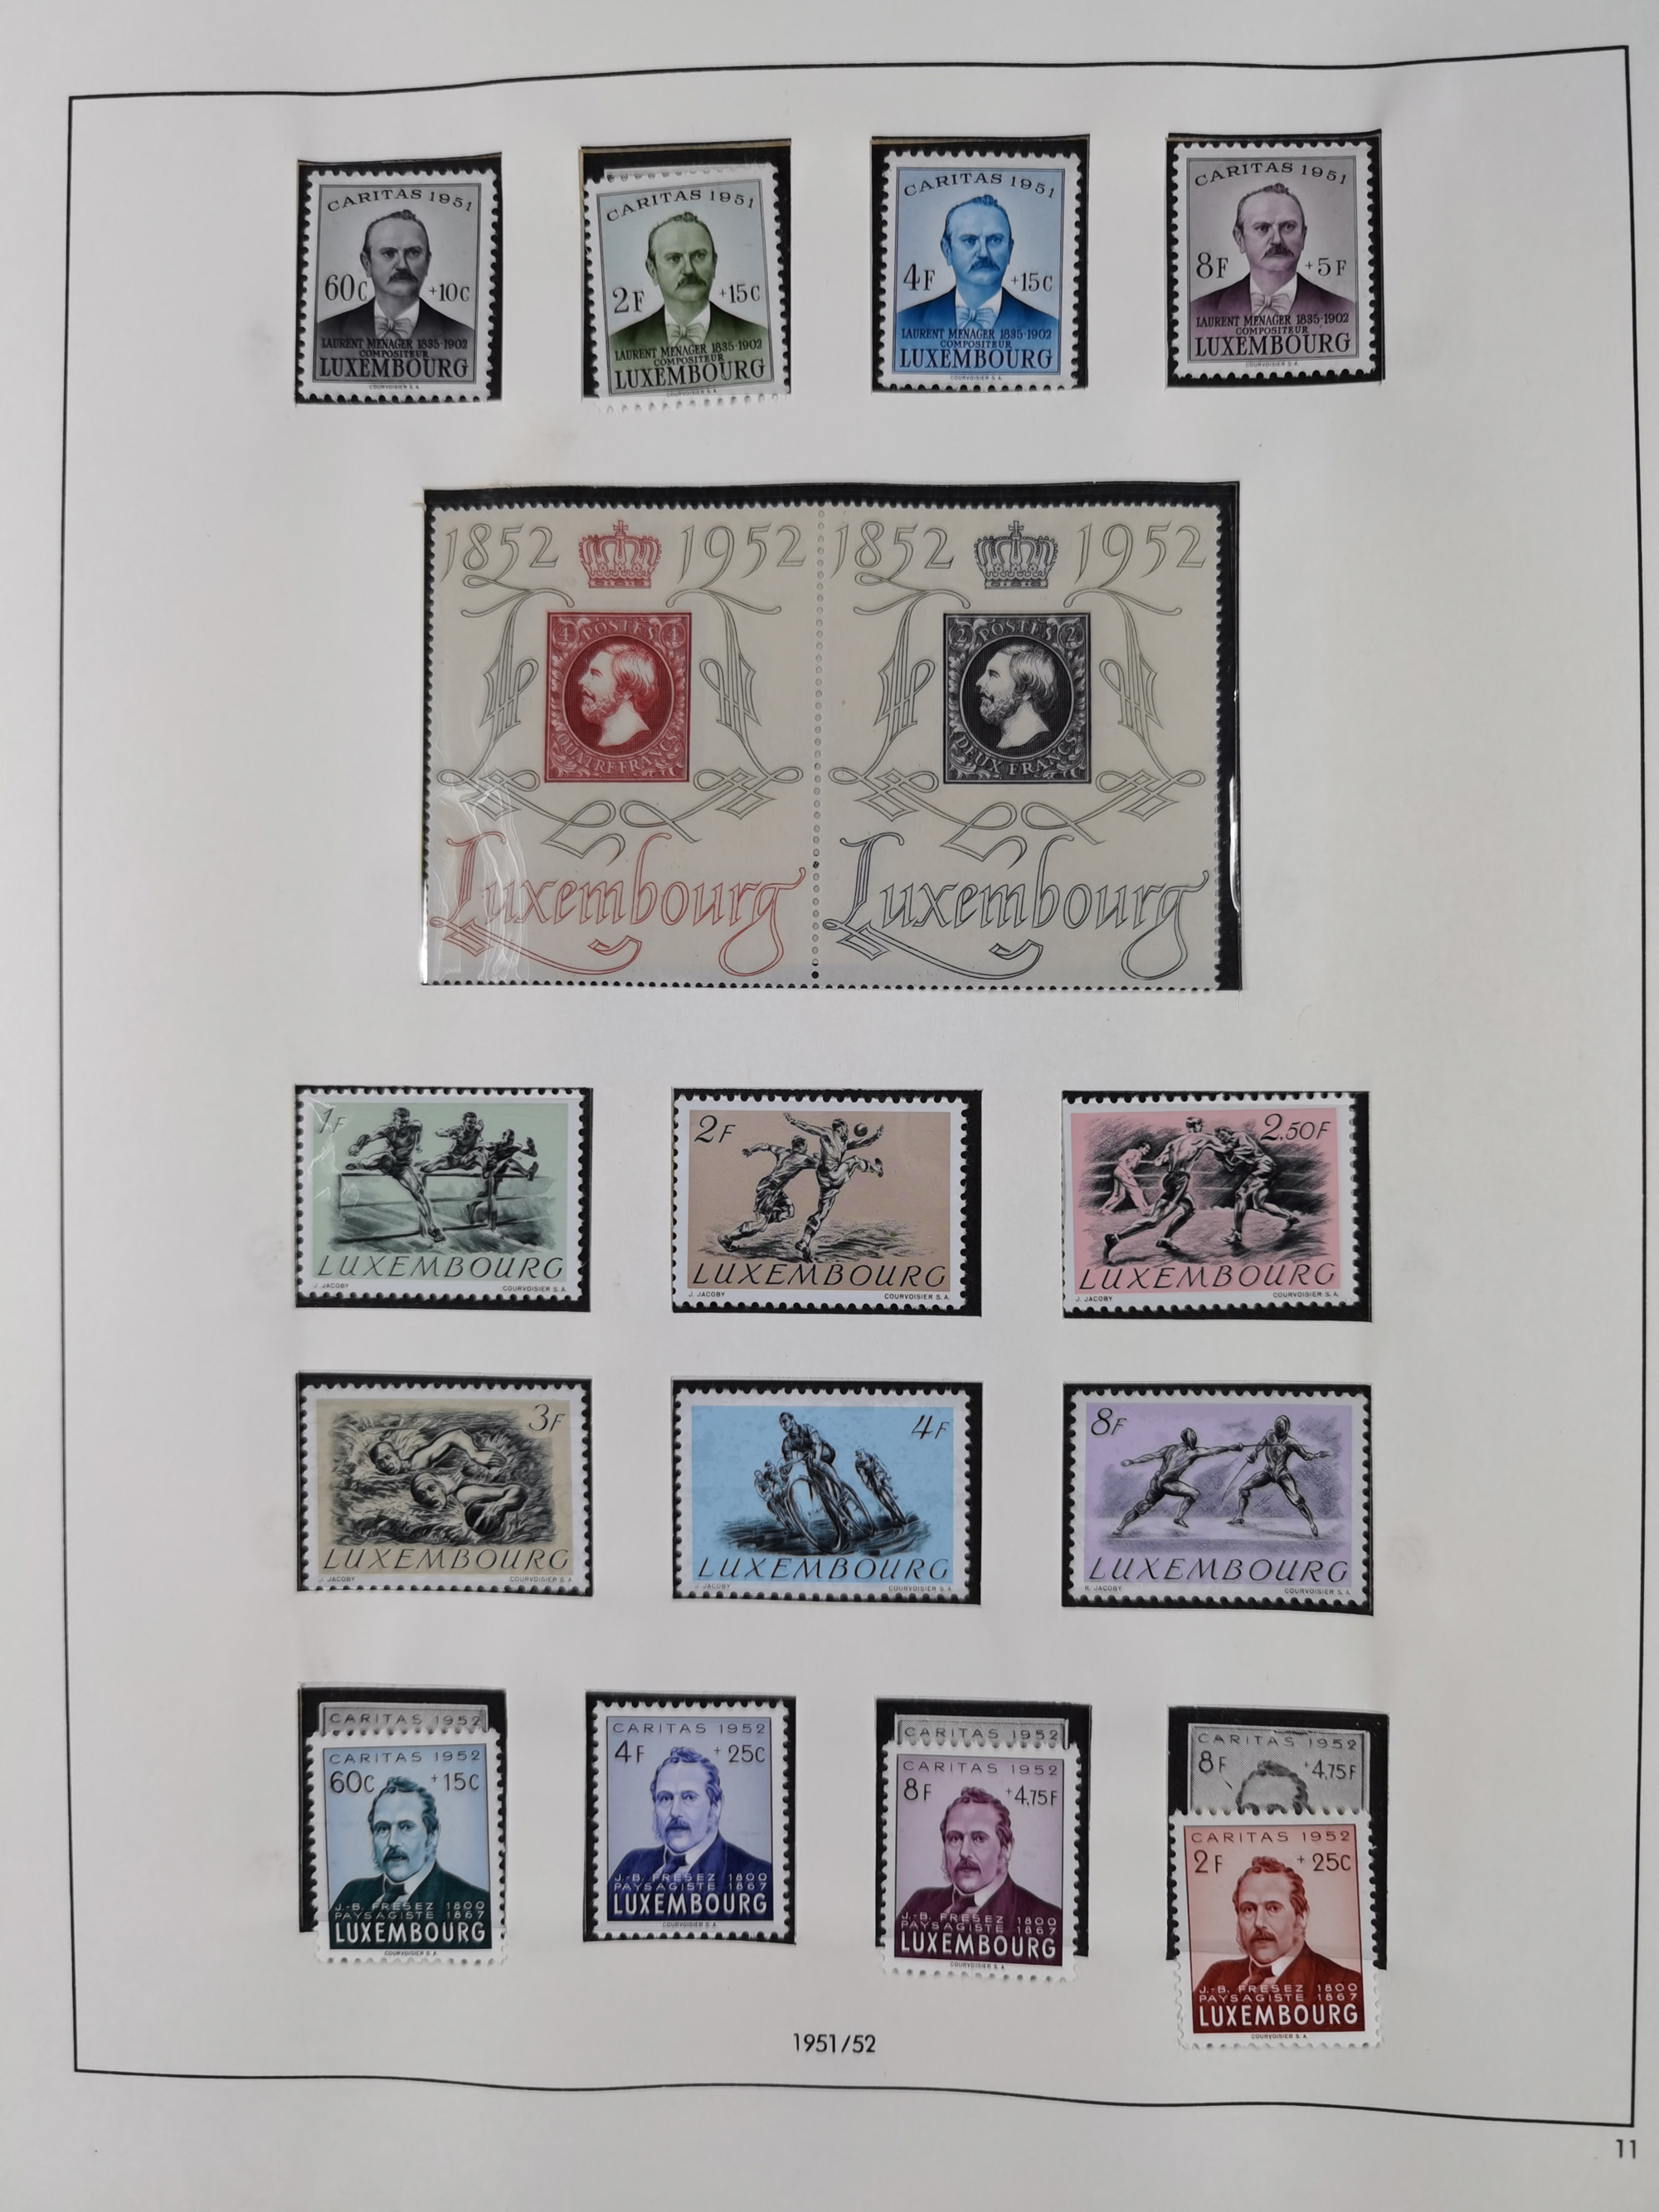 CARITAS 1951
60C +10C
LAURENT MENAGER 1835-1902
COMPOSITEUR
LUXEMBOURG
COURVOISIER S.A.
CARITAS 1951
2F +15C
LAURENT MENAGER 1835-1902
COMPOSITEUR
LUXEMBOURG
COURVOISIER S.A.
CARITAS 1951
4F +15C
LAURENT MENAGER 1835-1902
COMPOSITEUR
LUXEMBOURG
COURVOISIER S.A.
CARITAS 1951
8F +5F
LAURENT MENAGER 1835-1902
COMPOSITEUR
LUXEMBOURG
COURVOISIER S.A.
1852 1952
4 POSTES 4
QUATRE FRANCS
Luxembourg
1852 1952
2 POSTES 2
DEUX FRANCS
Luxembourg
1F
LUXEMBOURG
J. JACOBY COURVOISIER S.A.
2F
LUXEMBOURG
J. JACOBY COURVOISIER S.A.
2.50F
LUXEMBOURG
J. JACOBY COURVOISIER S.A.
3F
LUXEMBOURG
J. JACOBY COURVOISIER S.A.
4F
LUXEMBOURG
J. JACOBY COURVOISIER S.A.
8F
LUXEMBOURG
R. JACOBY COURVOISIER S.A.
CARITAS 1952
CARITAS 1952
60C +15C
J.-B. FRESEZ 1800
PAYSAGISTE 1867
LUXEMBOURG
COURVOISIER S.A.
CARITAS 1952
4F +25C
J.-B. FRESEZ 1800
PAYSAGISTE 1867
LUXEMBOURG
COURVOISIER S.A.
CARITAS 1952
CARITAS 1952
8F +4,75F
J.-B. FRESEZ 1800
PAYSAGISTE 1867
LUXEMBOURG
COURVOISIER S.A.
CARITAS 1952
8F +4,75F
CARITAS 1952
2F +25C
J.-B. FRESEZ 1800
PAYSAGISTE 1867
LUXEMBOURG
COURVOISIER S.A.
1951/52
11